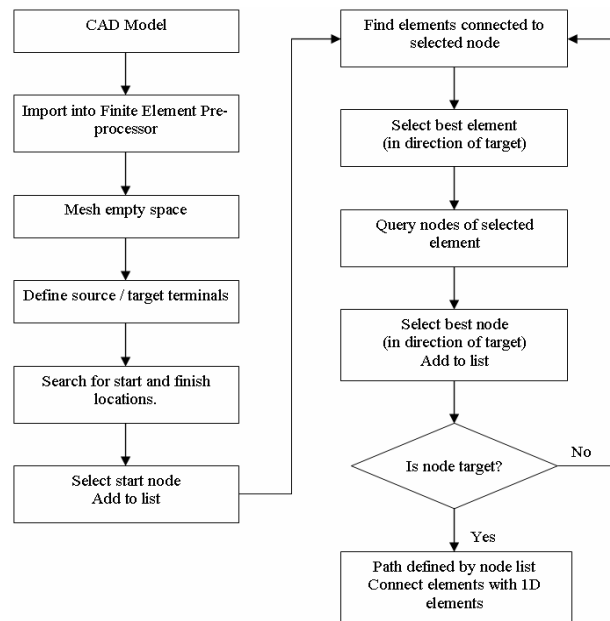 CAD Model
Import into Finite Element Pre-
processor
Mesh empty space
Define source / target terminals
Search for start and finish
locations.
Select start node
Add to list
Find elements connected to
selected node
Select best element
(in direction of target)
Query nodes of selected
element
Select best node
(in direction of target)
Add to list
Is node target?
No
Yes
Path defined by node list
Connect elements with 1D
elements